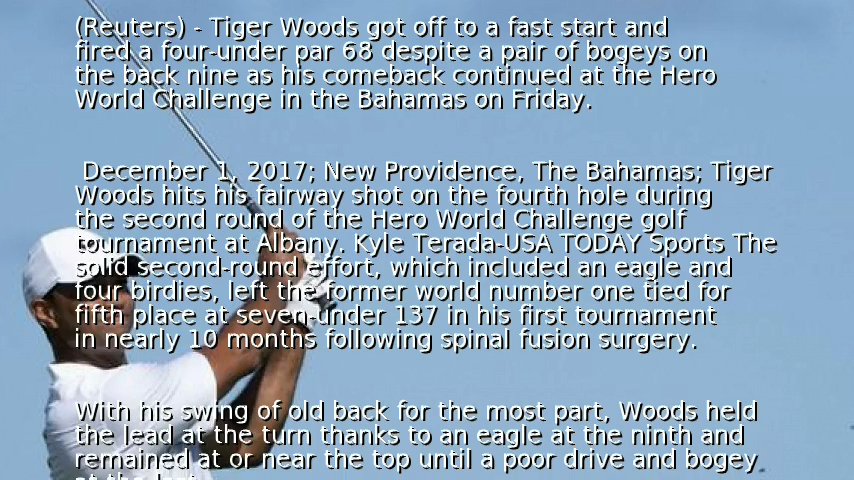 (Reuters) - Tiger Woods got off to a fast start and
fired a four-under par 68 despite a pair of bogeys on
the back nine as his comeback continued at the Hero
World Challenge in the Bahamas on Friday.
December 1, 2017; New Providence, The Bahamas; Tiger
Woods hits his fairway shot on the fourth hole during
the second round of the Hero World Challenge golf
tournament at Albany. Kyle Terada-USA TODAY Sports The
solid second-round effort, which included an eagle and
four birdies, left the former world number one tied for
fifth place at seven-under 137 in his first tournament
in nearly 10 months following spinal fusion surgery.
With his swing of old back for the most part, Woods held
the lead at the turn thanks to an eagle at the ninth and
remained at or near the top until a poor drive and bogey